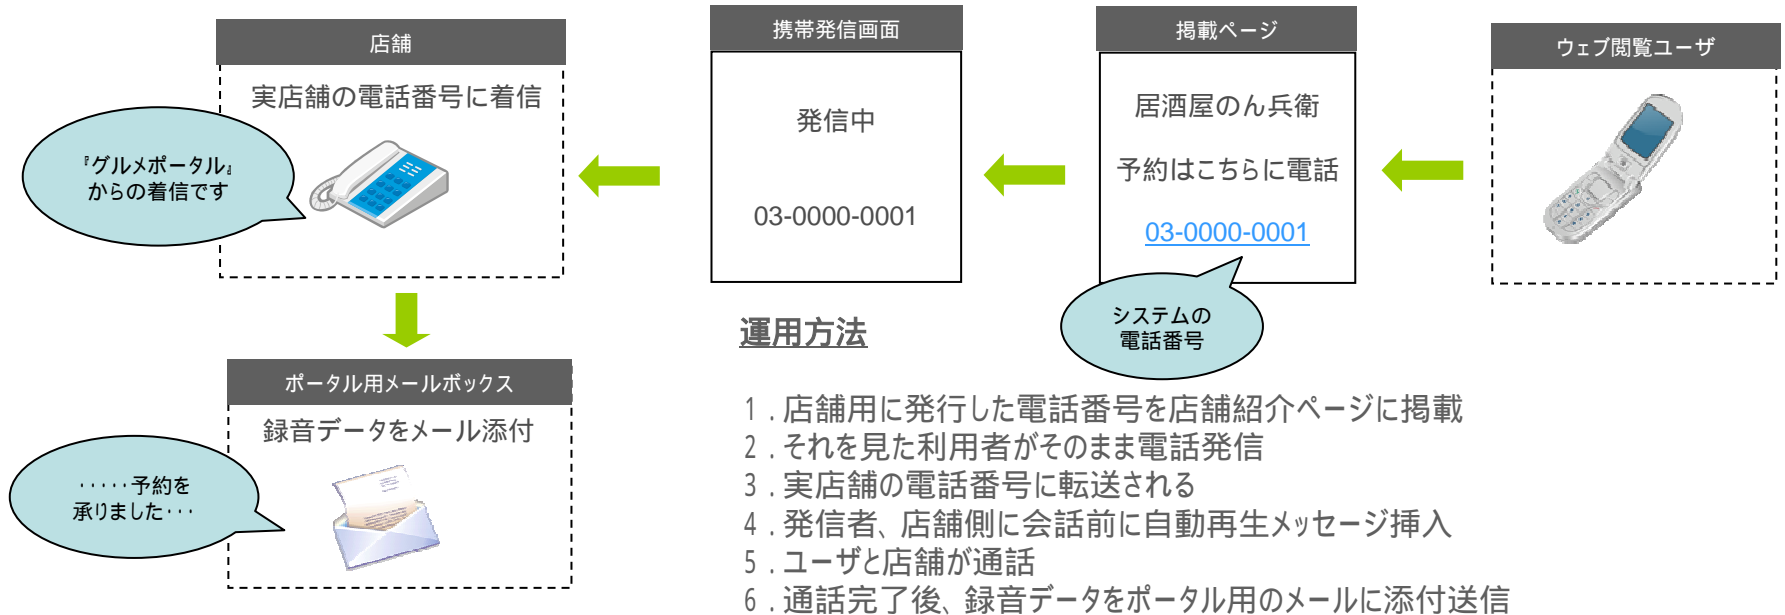 店舗
実店舗の電話番号に着信
『グルメポータル』
からの着信です
携帯発信画面
発信中
03-0000-0001
掲載ページ
居酒屋のん兵衛
予約はこちらに電話
03-0000-0001
システムの
電話番号
ウェブ閲覧ユーザ
ポータル用メールボックス
録音データをメール添付
・・・・・予約を
承りました・・・
運用方法
1．店舗用に発行した電話番号を店舗紹介ページに掲載
2．それを見た利用者がそのまま電話発信
3．実店舗の電話番号に転送される
4．発信者、店舗側に会話前に自動再生メッセージ挿入
5．ユーザと店舗が通話
6．通話完了後、録音データをポータル用のメールに添付送信